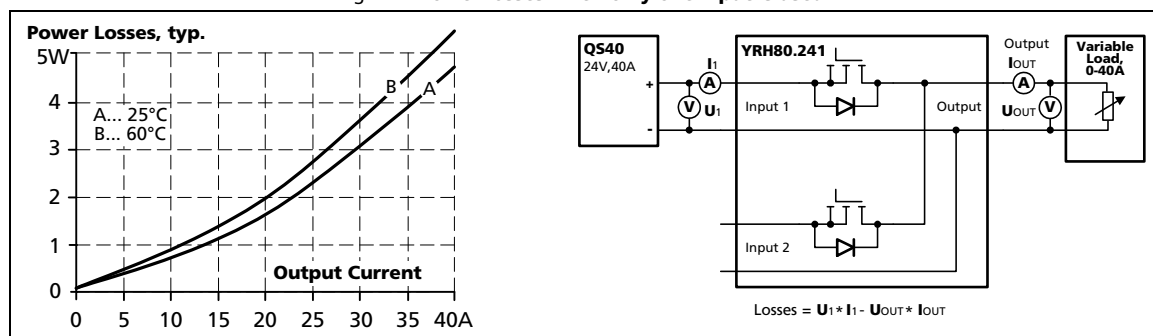 Power Losses, typ.
5W
4
3
2
1
0
A... 25°C
B... 60°C
B
A
Output Current
0 5 10 15 20 25 30 35 40A
QS40
24V,40A
+
-
I1
A
V
U1
YRH80.241
Input 1
Output
Input 2
Output
IOUT
A
UOUT
V
Variable
Load,
0-40A
Losses = U1* I1- UOUT* IOUT